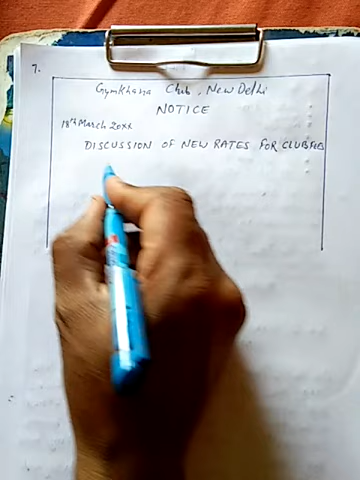 7.
Gymkhana Club, New Delhi
NOTICE
18th March 20xx
DISCUSSION OF NEW RATES FOR CLUB